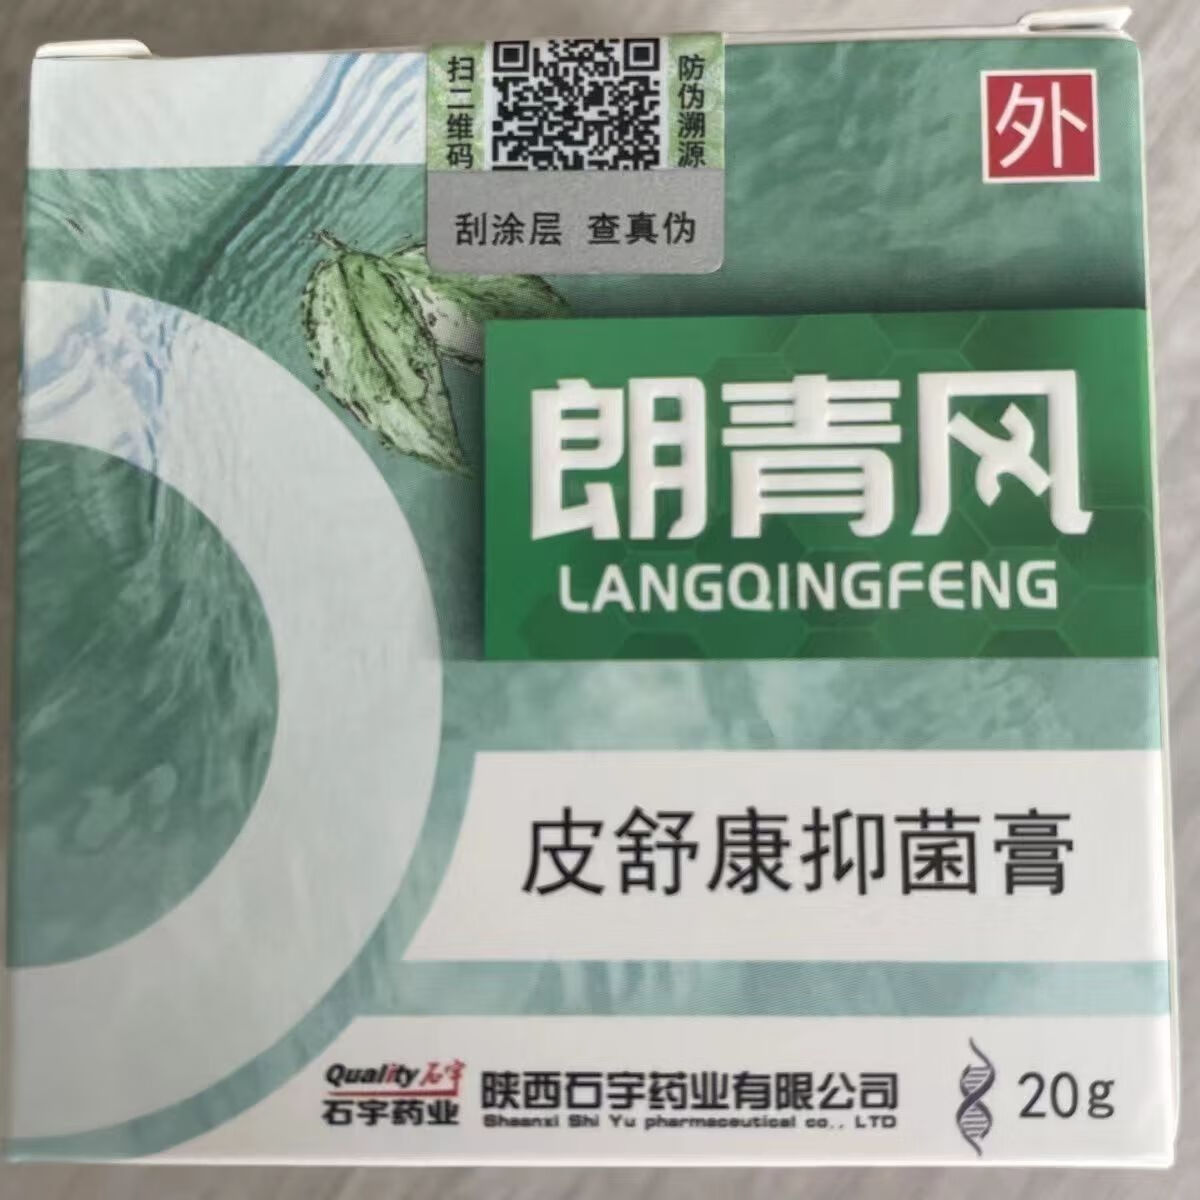 扫二维码
防伪溯源
刮涂层 查真伪
外
朗青风
LANGQINGFENG
皮舒康抑菌膏
Quality 石宇
石宇药业
陕西石宇药业有限公司
Shaanxi Shi Yu pharmaceutical co., LTD
20g